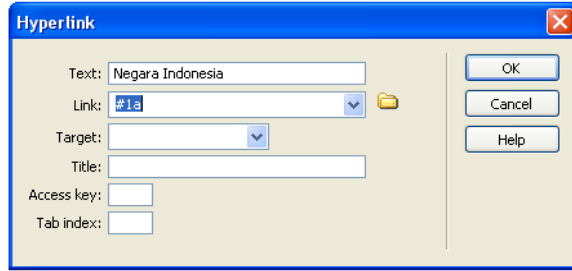 Hyperlink
Text: Negara Indonesia OK
Link: #1a Cancel
Target: Help
Title:
Access key:
Tab index: